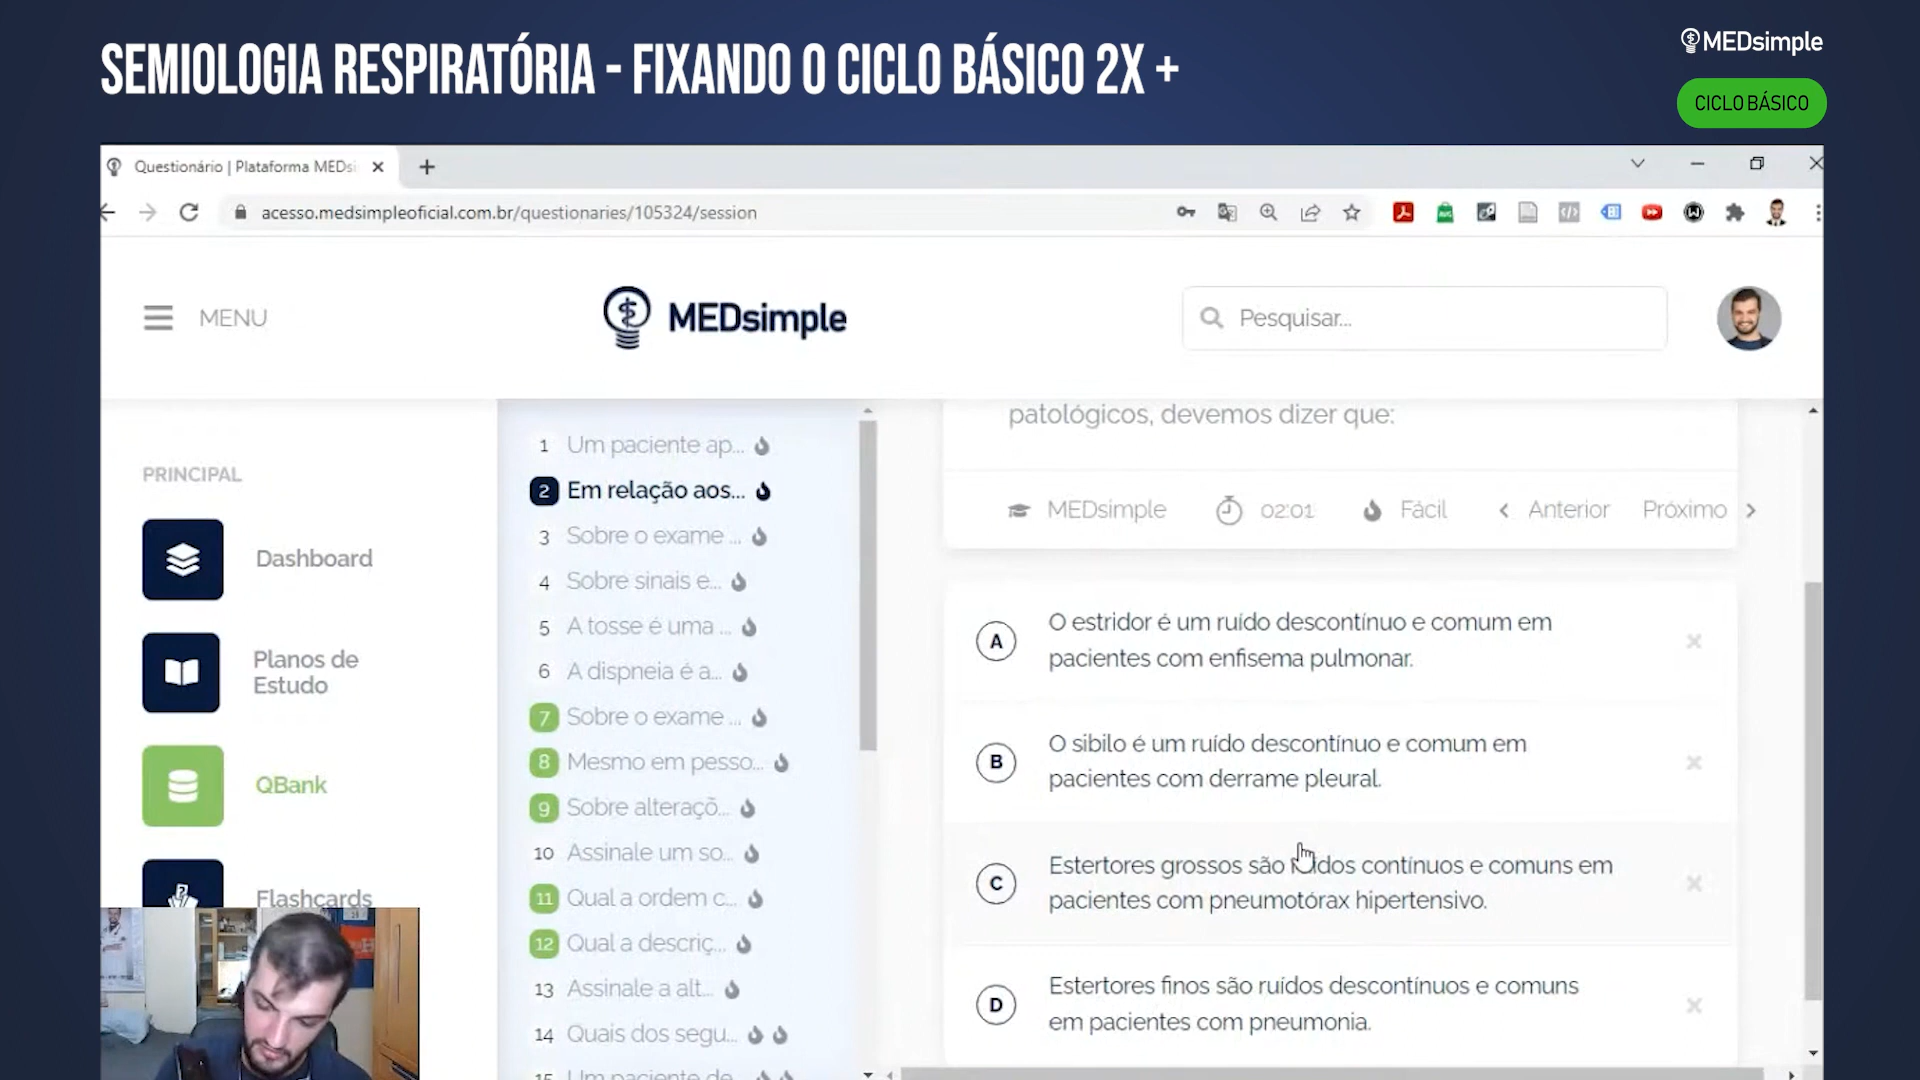 SEMIOLOGIA RESPIRATÓRIA - FIXANDO O CICLO BÁSICO 2X +
MEDsimple
CICLO BÁSICO
Questionário | Plataforma MEDsi
acesso.medsimpleoficial.com.br/questionaries/105324/session
MENU
MEDsimple
Pesquisar...
PRINCIPAL
Dashboard
Planos de
Estudo
QBank
Flashcards
1 Um paciente ap...
2 Em relação aos...
3 Sobre o exame ...
4 Sobre sinais e...
5 A tosse é uma ...
6 A dispneia é a...
7 Sobre o exame ...
8 Mesmo em pesso...
9 Sobre alteraçõ...
10 Assinale um so...
11 Qual a ordem c...
12 Qual a descriç...
13 Assinale a alt...
14 Quais dos segu...
15 Um paciente de...
patológicos, devemos dizer que:
MEDsimple 02:01 Fácil Anterior Próximo
A O estridor é um ruído descontínuo e comum em
pacientes com enfisema pulmonar.
B O sibilo é um ruído descontínuo e comum em
pacientes com derrame pleural.
C Estertores grossos são ruídos contínuos e comuns em
pacientes com pneumotórax hipertensivo.
D Estertores finos são ruídos descontínuos e comuns
em pacientes com pneumonia.